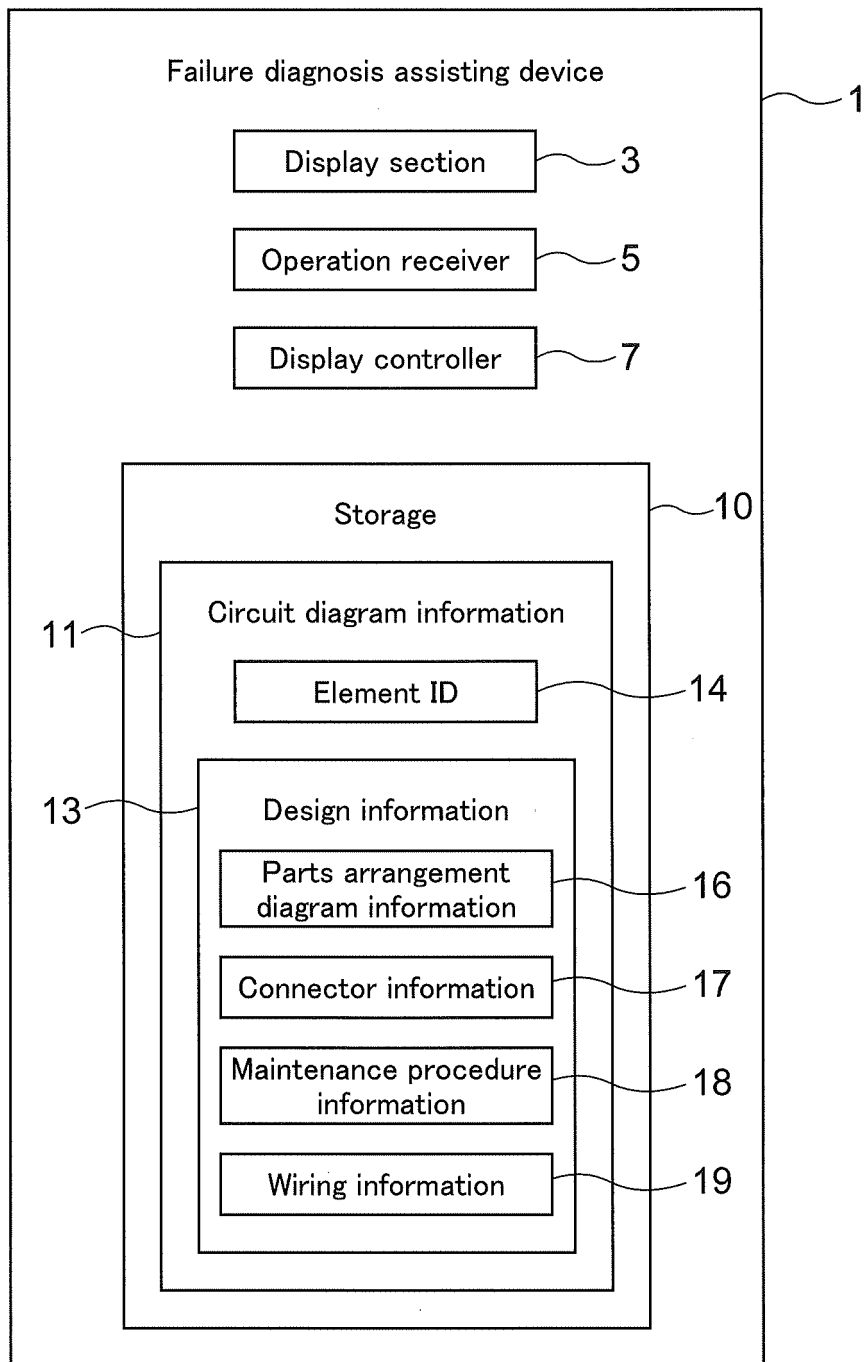 Failure diagnosis assisting device
1
Display section
3
Operation receiver
5
Display controller
7
Storage
10
Circuit diagram information
11
Element ID
14
Design information
13
Parts arrangement
diagram information
16
Connector information
17
Maintenance procedure
information
18
Wiring information
19